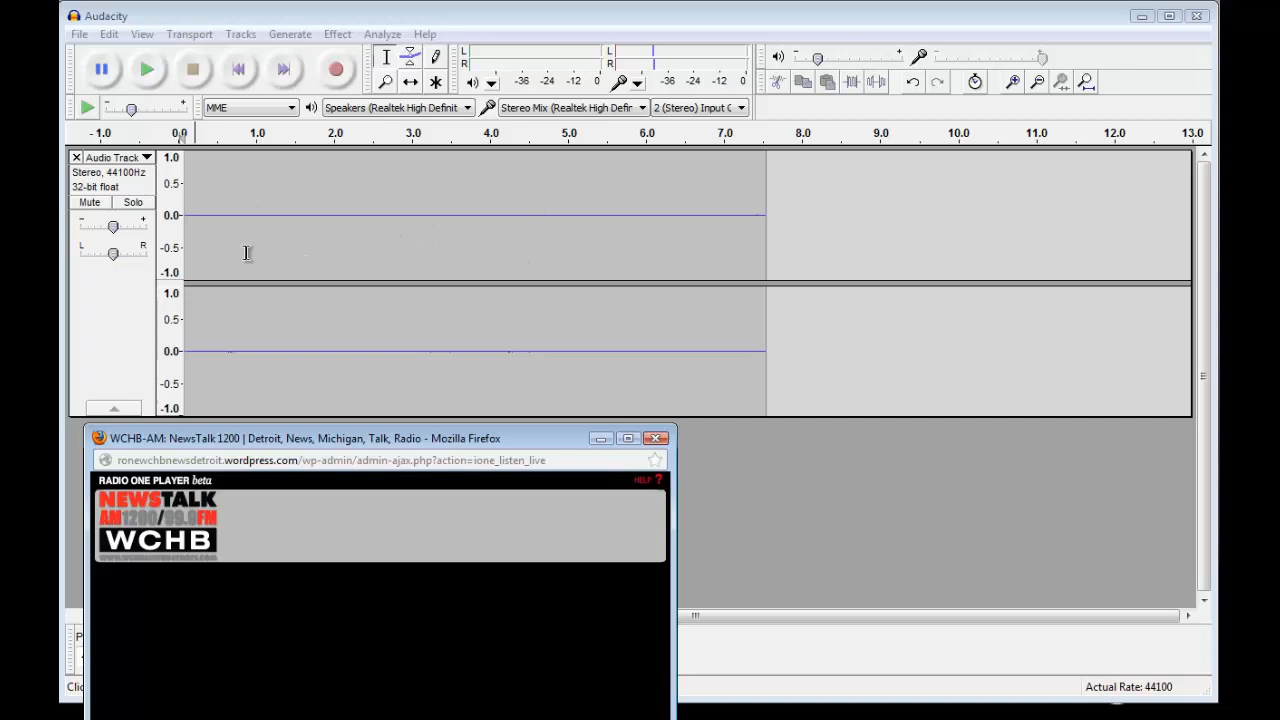 Audacity
File Edit View Transport Tracks Generate Effect Analyze Help
L
R
-36 -24 -12 0
L
R
-36 -24 -12 0
MME
Speakers (Realtek High Definit
Stereo Mix (Realtek High Defir
2 (Stereo) Input C
-1.0 0.0 1.0 2.0 3.0 4.0 5.0 6.0 7.0 8.0 9.0 10.0 11.0 12.0 13.0
Audio Track
Stereo, 44100Hz
32-bit float
Mute Solo
- +
L R
1.0
0.5
0.0
-0.5
-1.0
1.0
0.5
0.0
-0.5
-1.0
WCHB-AM: NewsTalk 1200 | Detroit, News, Michigan, Talk, Radio - Mozilla Firefox
ronewchbnewsdetroit.wordpress.com/wp-admin/admin-ajax.php?action=ione_listen_live
RADIO ONE PLAYER beta
HELP ?
NEWSTALK
AM1200/99.9FM
WCHB
Clic
Actual Rate: 44100